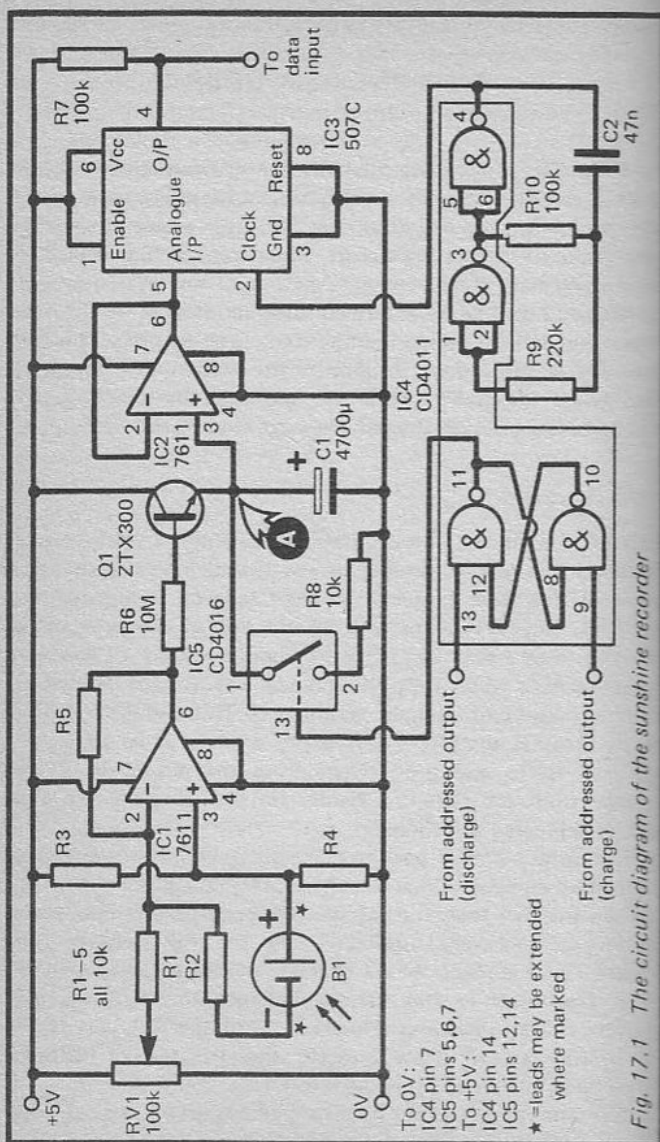 +5V
RV1
100k
0V
R1–5
all 10k
R1
R2
R3
R4
B1
–
+
★
★
R5
2
3
–
+
7
6
8
4
IC1
7611
R6
10M
Q1
ZTX300
IC5
CD4016
1
2
13
R8
10k
A
+
C1
4700μ
2
3
–
+
7
6
8
4
IC2
7611
1
6
Enable
Vcc
Analogue
I/P
O/P
5
4
Clock
2
Gnd
Reset
3
8
IC3
507C
R7
100k
To
data
input
IC4
CD4011
From addressed output
(discharge)
13
12
&
11
From addressed output
(charge)
8
9
&
10
1
2
&
3
5
6
&
4
R9
220k
R10
100k
C2
47n
To 0V:
IC4 pin 7
IC5 pins 5,6,7
To +5V:
IC4 pin 14
IC5 pins 12,14
★ =leads may be extended
where marked
Fig. 17.1 The circuit diagram of the sunshine recorder